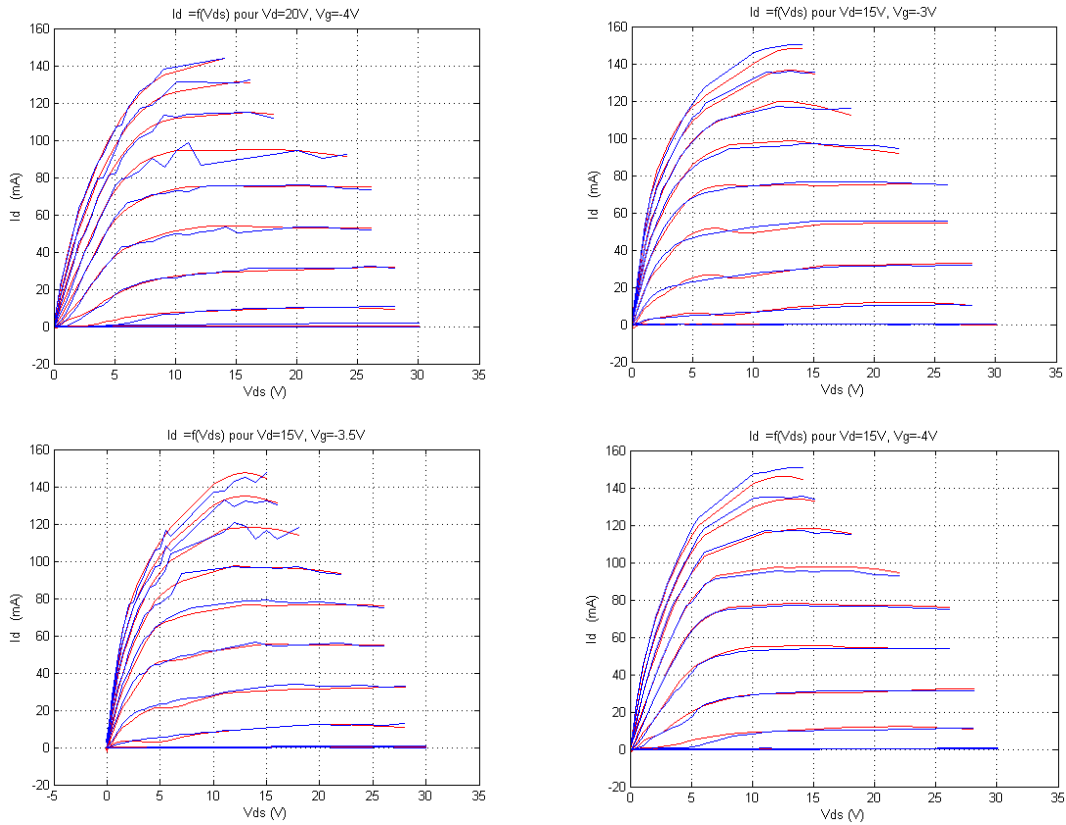 Id =f(Vds) pour Vd=20V, Vg=-4V
160
140
120
100
80
60
40
20
0
-20
Id (mA)
0 5 10 15 20 25 30 35
Vds (V)
Id =f(Vds) pour Vd=15V, Vg=-3V
160
140
120
100
80
60
40
20
0
-20
Id (mA)
0 5 10 15 20 25 30 35
Vds (V)
Id =f(Vds) pour Vd=15V, Vg=-3.5V
160
140
120
100
80
60
40
20
0
-20
Id (mA)
-5 0 5 10 15 20 25 30 35
Vds (V)
Id =f(Vds) pour Vd=15V, Vg=-4V
160
140
120
100
80
60
40
20
0
-20
Id (mA)
0 5 10 15 20 25 30 35
Vds (V)